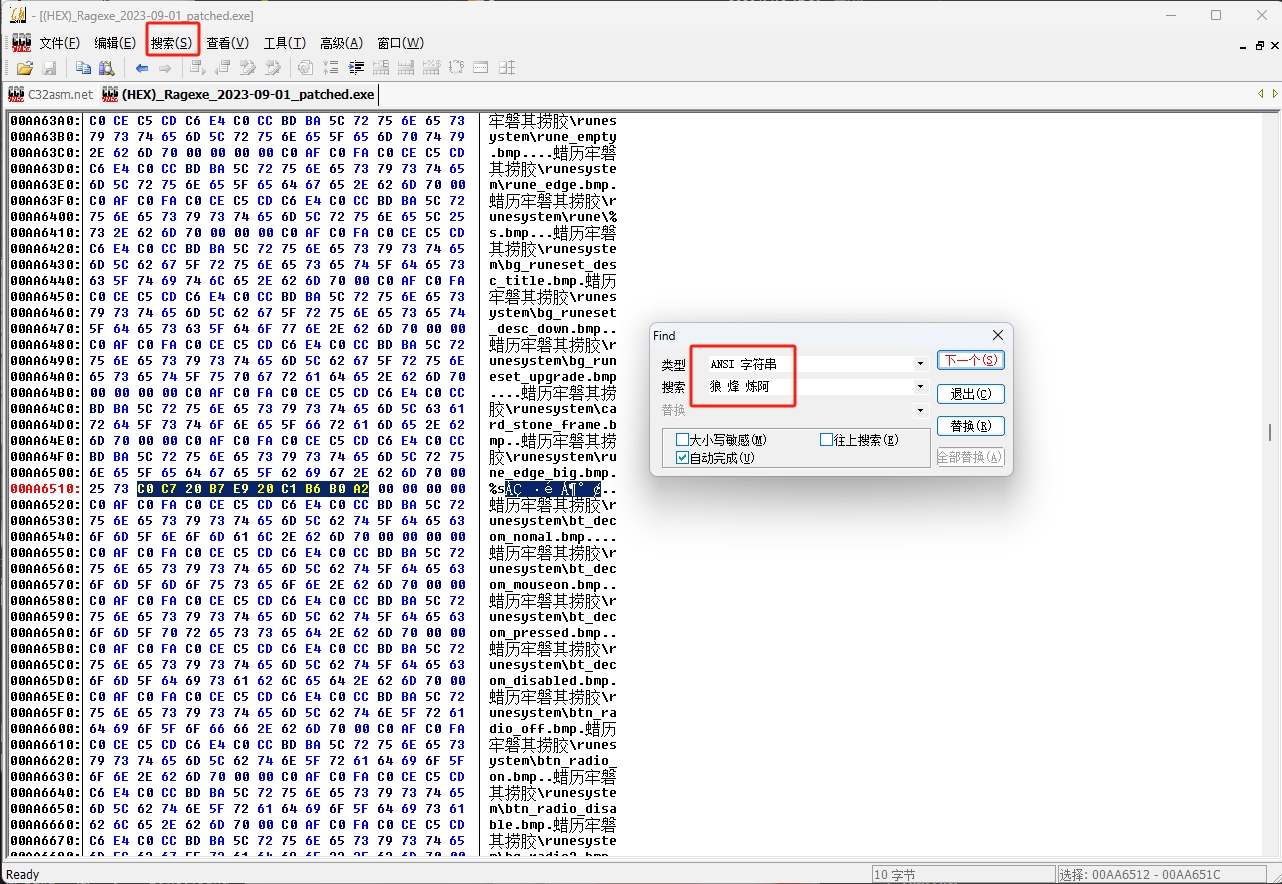 - [(HEX)_Ragexe_2023-09-01_patched.exe]
文件(F) 编辑(E) 搜索(S) 查看(V) 工具(T) 高级(A) 窗口(W)
C32asm.net (HEX)_Ragexe_2023-09-01_patched.exe
00AA63A0: C0 CE C5 CD C6 E4 C0 CC BD BA 5C 72 75 6E 65 73 牢磐其捞胶\runes
00AA63B0: 79 73 74 65 6D 5C 72 75 6E 65 5F 65 6D 70 74 79 ystem\rune_empty
00AA63C0: 2E 62 6D 70 00 00 00 00 C0 AF C0 FA C0 CE C5 CD .bmp....蜡历牢磐
00AA63D0: C6 E4 C0 CC BD BA 5C 72 75 6E 65 73 79 73 74 65 其捞胶\runesyste
00AA63E0: 6D 5C 72 75 6E 65 5F 65 64 67 65 2E 62 6D 70 00 m\rune_edge.bmp.
00AA63F0: C0 AF C0 FA C0 CE C5 CD C6 E4 C0 CC BD BA 5C 72 蜡历牢磐其捞胶\r
00AA6400: 75 6E 65 73 79 73 74 65 6D 5C 72 75 6E 65 5C 25 unesystem\rune\%
00AA6410: 73 2E 62 6D 70 00 00 00 C0 AF C0 FA C0 CE C5 CD s.bmp...蜡历牢磐
00AA6420: C6 E4 C0 CC BD BA 5C 72 75 6E 65 73 79 73 74 65 其捞胶\runesyste
00AA6430: 6D 5C 62 67 5F 72 75 6E 65 73 65 74 5F 64 65 73 m\bg_runeset_des
00AA6440: 63 5F 74 69 74 6C 65 2E 62 6D 70 00 C0 AF C0 FA c_title.bmp.蜡历
00AA6450: C0 CE C5 CD C6 E4 C0 CC BD BA 5C 72 75 6E 65 73 牢磐其捞胶\runes
00AA6460: 79 73 74 65 6D 5C 62 67 5F 72 75 6E 65 73 65 74 ystem\bg_runeset
00AA6470: 5F 64 65 73 63 5F 64 6F 77 6E 2E 62 6D 70 00 00 _desc_down.bmp..
00AA6480: C0 AF C0 FA C0 CE C5 CD C6 E4 C0 CC BD BA 5C 72 蜡历牢磐其捞胶\r
00AA6490: 75 6E 65 73 79 73 74 65 6D 5C 62 67 5F 72 75 6E unesystem\bg_run
00AA64A0: 65 73 65 74 5F 75 70 67 72 61 64 65 2E 62 6D 70 eset_upgrade.bmp
00AA64B0: 00 00 00 00 C0 AF C0 FA C0 CE C5 CD C6 E4 C0 CC ....蜡历牢磐其捞
00AA64C0: BD BA 5C 72 75 6E 65 73 79 73 74 65 6D 5C 63 61 胶\runesystem\ca
00AA64D0: 72 64 5F 73 74 6F 6E 65 5F 66 72 61 6D 65 2E 62 rd_stone_frame.b
00AA64E0: 6D 70 00 00 C0 AF C0 FA C0 CE C5 CD C6 E4 C0 CC mp..蜡历牢磐其捞
00AA64F0: BD BA 5C 72 75 6E 65 73 79 73 74 65 6D 5C 72 75 胶\runesystem\ru
00AA6500: 6E 65 5F 65 64 67 65 5F 62 69 67 2E 62 6D 70 00 ne_edge_big.bmp.
00AA6510: 25 73 C0 C7 20 B7 E9 20 C1 B6 B0 A2 00 00 00 00 %sÀÇ ·é Á¶°¢..
00AA6520: C0 AF C0 FA C0 CE C5 CD C6 E4 C0 CC BD BA 5C 72 蜡历牢磐其捞胶\r
00AA6530: 75 6E 65 73 79 73 74 65 6D 5C 62 74 5F 64 65 63 unesystem\bt_dec
00AA6540: 6F 6D 5F 6E 6F 6D 61 6C 2E 62 6D 70 00 00 00 00 om_nomal.bmp....
00AA6550: C0 AF C0 FA C0 CE C5 CD C6 E4 C0 CC BD BA 5C 72 蜡历牢磐其捞胶\r
00AA6560: 75 6E 65 73 79 73 74 65 6D 5C 62 74 5F 64 65 63 unesystem\bt_dec
00AA6570: 6F 6D 5F 6D 6F 75 73 65 6F 6E 2E 62 6D 70 00 00 om_mouseon.bmp..
00AA6580: C0 AF C0 FA C0 CE C5 CD C6 E4 C0 CC BD BA 5C 72 蜡历牢磐其捞胶\r
00AA6590: 75 6E 65 73 79 73 74 65 6D 5C 62 74 5F 64 65 63 unesystem\bt_dec
00AA65A0: 6F 6D 5F 70 72 65 73 73 65 64 2E 62 6D 70 00 00 om_pressed.bmp..
00AA65B0: C0 AF C0 FA C0 CE C5 CD C6 E4 C0 CC BD BA 5C 72 蜡历牢磐其捞胶\r
00AA65C0: 75 6E 65 73 79 73 74 65 6D 5C 62 74 5F 64 65 63 unesystem\bt_dec
00AA65D0: 6F 6D 5F 64 69 73 61 62 6C 65 64 2E 62 6D 70 00 om_disabled.bmp.
00AA65E0: C0 AF C0 FA C0 CE C5 CD C6 E4 C0 CC BD BA 5C 72 蜡历牢磐其捞胶\r
00AA65F0: 75 6E 65 73 79 73 74 65 6D 5C 62 74 6E 5F 72 61 unesystem\btn_ra
00AA6600: 64 69 6F 5F 6F 66 66 2E 62 6D 70 00 C0 AF C0 FA dio_off.bmp.蜡历
00AA6610: C0 CE C5 CD C6 E4 C0 CC BD BA 5C 72 75 6E 65 73 牢磐其捞胶\runes
00AA6620: 79 73 74 65 6D 5C 62 74 6E 5F 72 61 64 69 6F 5F ystem\btn_radio_
00AA6630: 6F 6E 2E 62 6D 70 00 00 C0 AF C0 FA C0 CE C5 CD on.bmp..蜡历牢磐
00AA6640: C6 E4 C0 CC BD BA 5C 72 75 6E 65 73 79 73 74 65 其捞胶\runesyste
00AA6650: 6D 5C 62 74 6E 5F 72 61 64 69 6F 5F 64 69 73 61 m\btn_radio_disa
00AA6660: 62 6C 65 2E 62 6D 70 00 C0 AF C0 FA C0 CE C5 CD ble.bmp.蜡历牢磐
00AA6670: C6 E4 C0 CC BD BA 5C 72 75 6E 65 73 79 73 74 65 其捞胶\runesyste
Find
类型 ANSI 字符串 下一个(S)
搜索 狼 烽 炼阿 退出(C)
替换 替换(R)
大小写敏感(M) 往上搜索(E)
自动完成(U) 全部替换(A)
Ready 10 字节 选择: 00AA6512 - 00AA651C